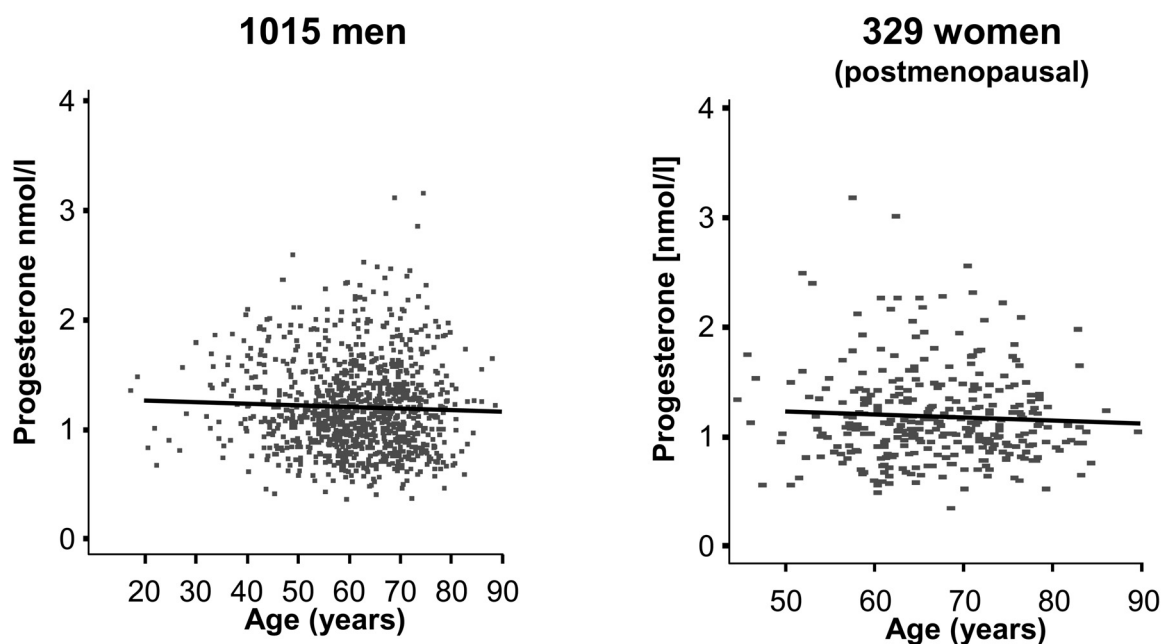 1015 men
4
3
2
1
0
Progesterone nmol/l
20 30 40 50 60 70 80 90
Age (years)
329 women
(postmenopausal)
4
3
2
1
0
Progesterone [nmol/l]
50 60 70 80 90
Age (years)